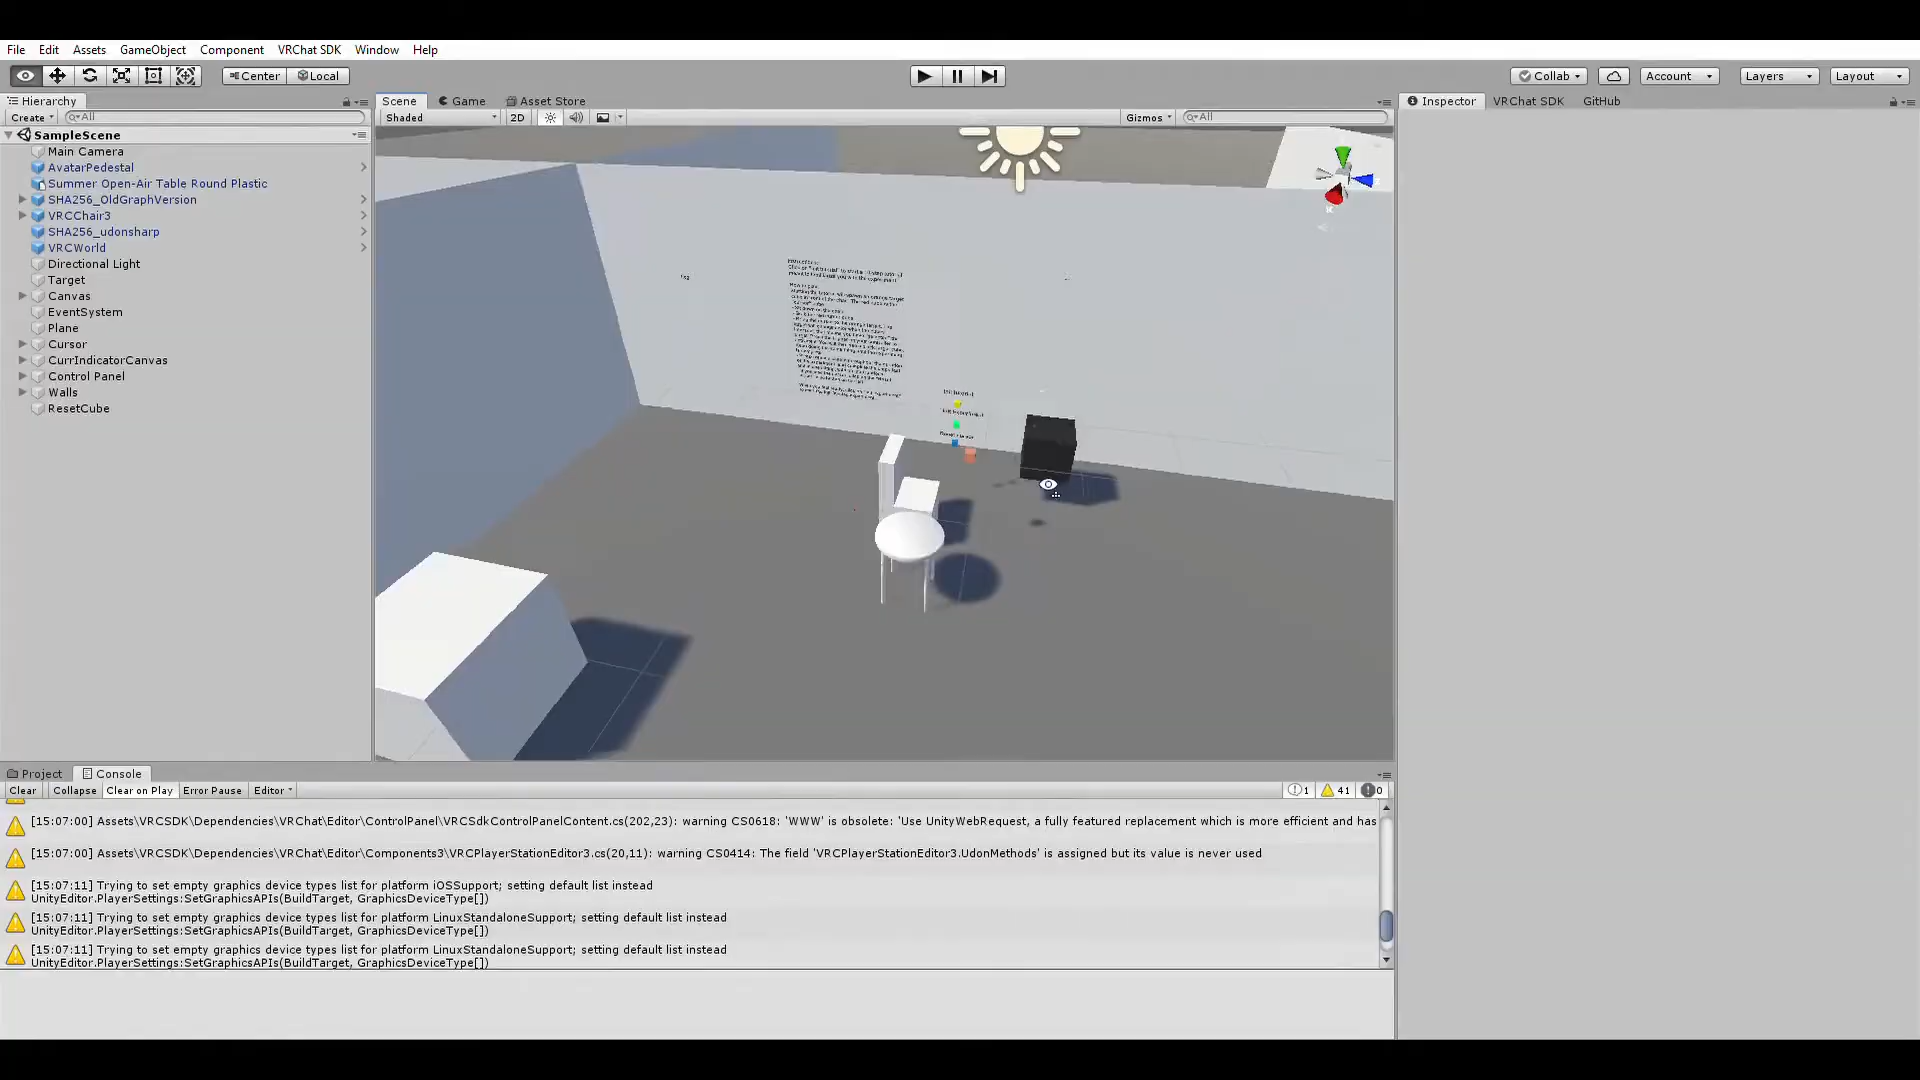 File Edit Assets GameObject Component VRChat SDK Window Help
Center Local
Collab Account Layers Layout
Hierarchy
Create All
SampleScene
Main Camera
AvatarPedestal
Summer Open-Air Table Round Plastic
SHA256_OldGraphVersion
VRCChair3
SHA256_udonsharp
VRCWorld
Directional Light
Target
Canvas
EventSystem
Plane
Cursor
CurrIndicatorCanvas
Control Panel
Walls
ResetCube
Scene Game Asset Store
Shaded 2D Gizmos All
Inspector VRChat SDK GitHub
Project Console
Clear Collapse Clear on Play Error Pause Editor 1 41 0
[15:07:00] Assets\VRCSDK\Dependencies\VRChat\Editor\ControlPanel\VRCSdkControlPanelContent.cs(202,23): warning CS0618: 'WWW' is obsolete: 'Use UnityWebRequest, a fully featured replacement which is more efficient and has
[15:07:00] Assets\VRCSDK\Dependencies\VRChat\Editor\Components3\VRCPlayerStationEditor3.cs(20,11): warning CS0414: The field 'VRCPlayerStationEditor3.UdonMethods' is assigned but its value is never used
[15:07:11] Trying to set empty graphics device types list for platform iOSSupport; setting default list instead
UnityEditor.PlayerSettings:SetGraphicsAPIs(BuildTarget, GraphicsDeviceType[])
[15:07:11] Trying to set empty graphics device types list for platform LinuxStandaloneSupport; setting default list instead
UnityEditor.PlayerSettings:SetGraphicsAPIs(BuildTarget, GraphicsDeviceType[])
[15:07:11] Trying to set empty graphics device types list for platform LinuxStandaloneSupport; setting default list instead
UnityEditor.PlayerSettings:SetGraphicsAPIs(BuildTarget, GraphicsDeviceType[])